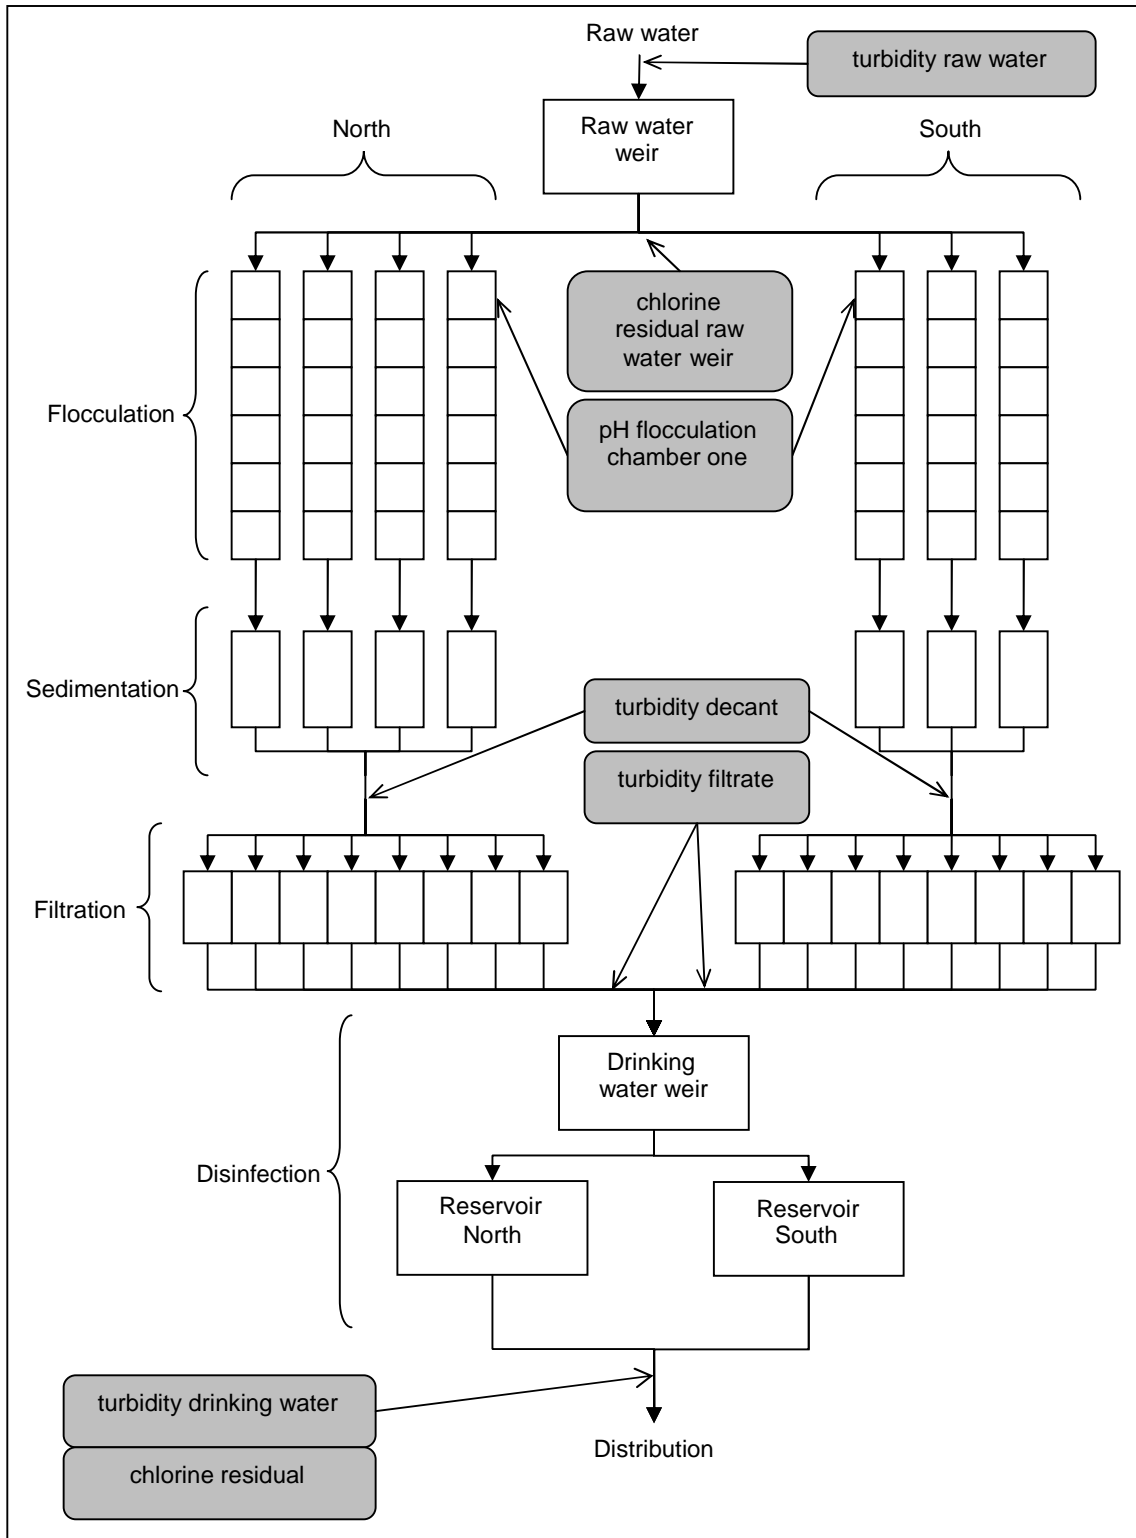 Raw water
turbidity raw water
North
Raw water
weir
South
chlorine
residual raw
water weir
Flocculation
pH flocculation
chamber one
Sedimentation
turbidity decant
turbidity filtrate
Filtration
Drinking
water weir
Disinfection
Reservoir
North
Reservoir
South
turbidity drinking water
Distribution
chlorine residual